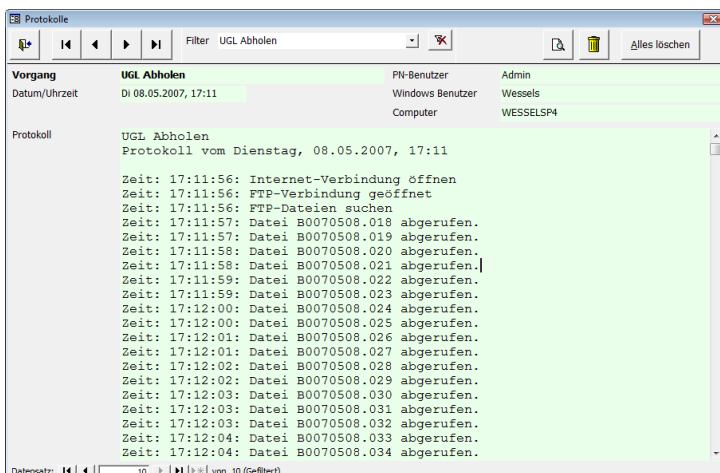 Protokolle
Filter UGL Abholen Alles löschen
Vorgang UGL Abholen PN-Benutzer Admin
Datum/Uhrzeit Di 08.05.2007, 17:11 Windows Benutzer Wessels
Computer WESSELSP4
Protokoll UGL Abholen
Protokoll vom Dienstag, 08.05.2007, 17:11
Zeit: 17:11:56: Internet-Verbindung öffnen
Zeit: 17:11:56: FTP-Verbindung geöffnet
Zeit: 17:11:56: FTP-Dateien suchen
Zeit: 17:11:57: Datei B0070508.018 abgerufen.
Zeit: 17:11:57: Datei B0070508.019 abgerufen.
Zeit: 17:11:58: Datei B0070508.020 abgerufen.
Zeit: 17:11:58: Datei B0070508.021 abgerufen.
Zeit: 17:11:59: Datei B0070508.022 abgerufen.
Zeit: 17:11:59: Datei B0070508.023 abgerufen.
Zeit: 17:12:00: Datei B0070508.024 abgerufen.
Zeit: 17:12:00: Datei B0070508.025 abgerufen.
Zeit: 17:12:01: Datei B0070508.026 abgerufen.
Zeit: 17:12:01: Datei B0070508.027 abgerufen.
Zeit: 17:12:02: Datei B0070508.028 abgerufen.
Zeit: 17:12:02: Datei B0070508.029 abgerufen.
Zeit: 17:12:03: Datei B0070508.030 abgerufen.
Zeit: 17:12:03: Datei B0070508.031 abgerufen.
Zeit: 17:12:03: Datei B0070508.032 abgerufen.
Zeit: 17:12:04: Datei B0070508.033 abgerufen.
Zeit: 17:12:04: Datei B0070508.034 abgerufen.
Datensatz: 10 von 10 (Gefiltert)